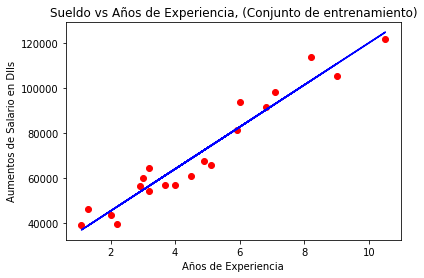 Sueldo vs Años de Experiencia, (Conjunto de entrenamiento)
Aumentos de Salario en Dlls
120000
100000
80000
60000
40000
2 4 6 8 10
Años de Experiencia